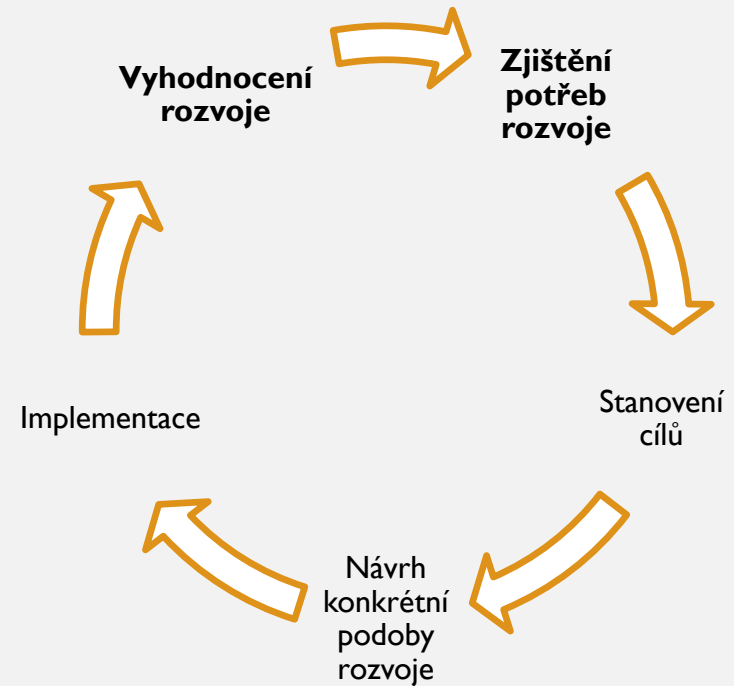 Vyhodnocení
rozvoje
Zjištění
potřeb
rozvoje
Stanovení
cílů
Návrh
konkrétní
podoby
rozvoje
Implementace